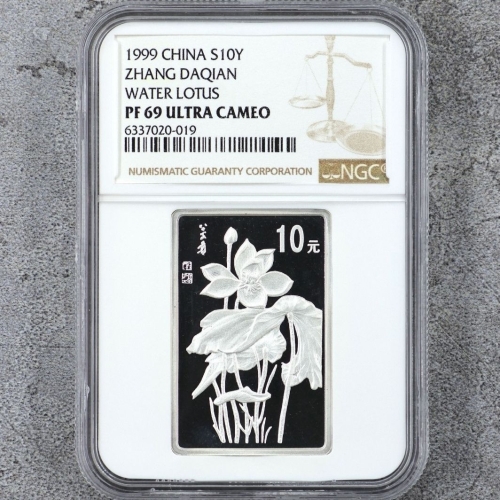 1999 CHINA S10Y
ZHANG DAQIAN
WATER LOTUS
PF 69 ULTRA CAMEO
6337020-019
NUMISMATIC GUARANTY CORPORATION
NGC
10元